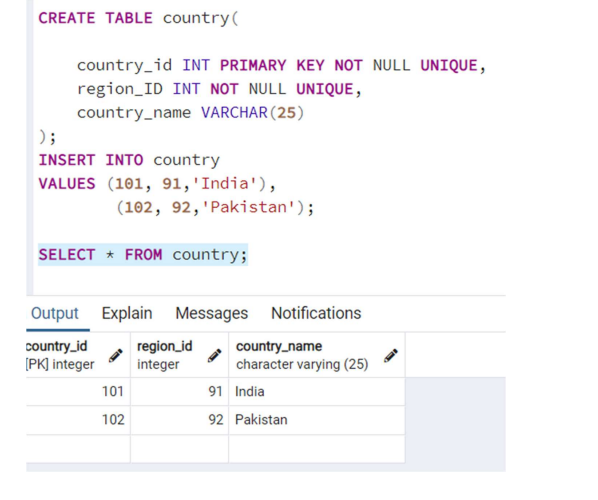 CREATE TABLE country(
country_id INT PRIMARY KEY NOT NULL UNIQUE,
region_ID INT NOT NULL UNIQUE,
country_name VARCHAR(25)
);
INSERT INTO country
VALUES (101, 91,'India'),
(102, 92,'Pakistan');
SELECT * FROM country;
Output Explain Messages Notifications
country_id region_id country_name
[PK] integer integer character varying (25)
101 91 India
102 92 Pakistan